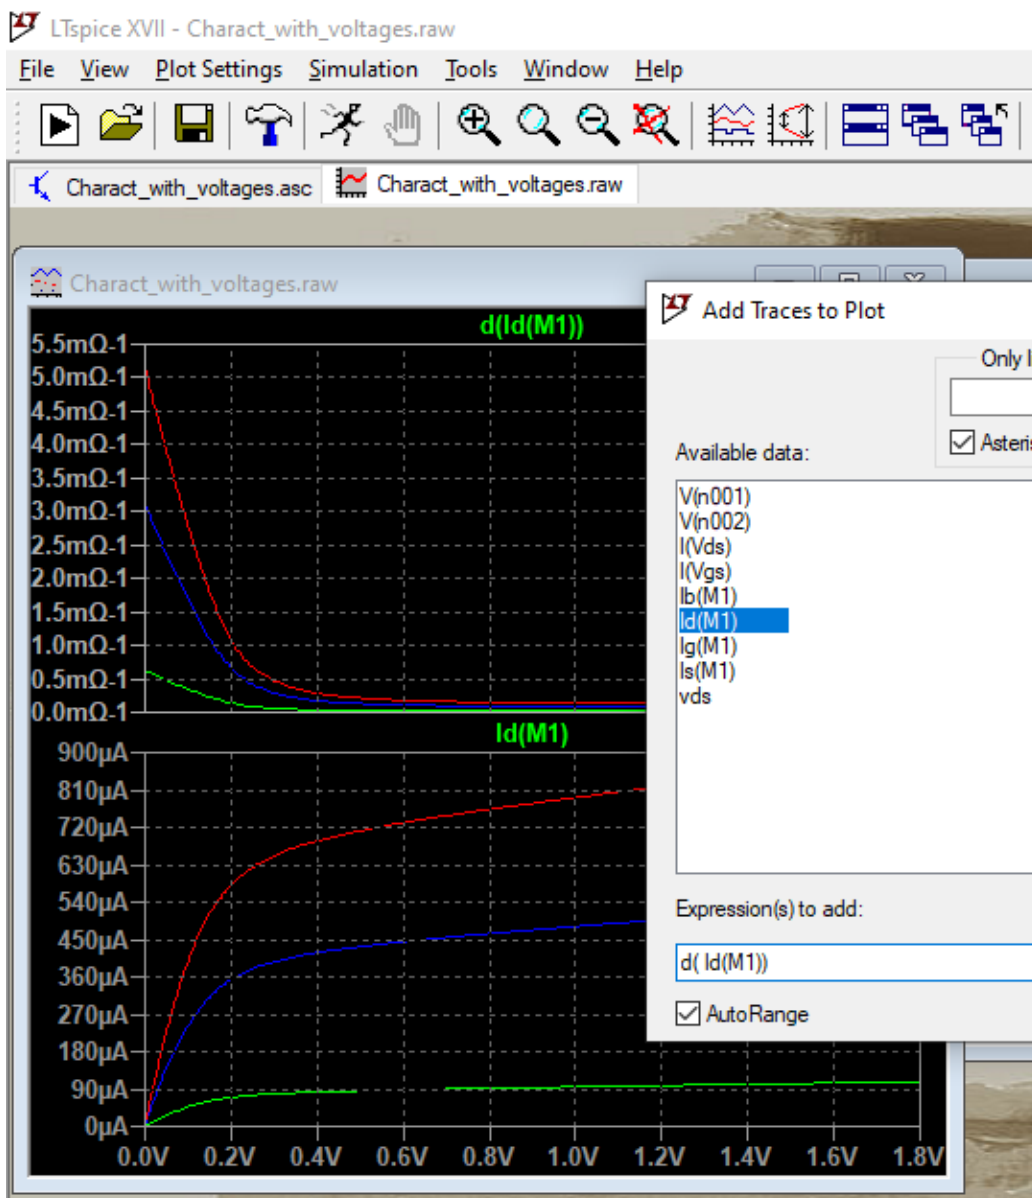 LTspice XVII - Charact_with_voltages.raw
File View Plot Settings Simulation Tools Window Help
Charact_with_voltages.asc Charact_with_voltages.raw
Charact_with_voltages.raw
d(Id(M1))
5.5mΩ-1
5.0mΩ-1
4.5mΩ-1
4.0mΩ-1
3.5mΩ-1
3.0mΩ-1
2.5mΩ-1
2.0mΩ-1
1.5mΩ-1
1.0mΩ-1
0.5mΩ-1
0.0mΩ-1
Id(M1)
900µA
810µA
720µA
630µA
540µA
450µA
360µA
270µA
180µA
90µA
0µA
0.0V 0.2V 0.4V 0.6V 0.8V 1.0V 1.2V 1.4V 1.6V 1.8V
Add Traces to Plot
Only l
Asteris
Available data:
V(n001)
V(n002)
I(Vds)
I(Vgs)
Ib(M1)
Id(M1)
Ig(M1)
Is(M1)
vds
Expression(s) to add:
d( Id(M1))
AutoRange